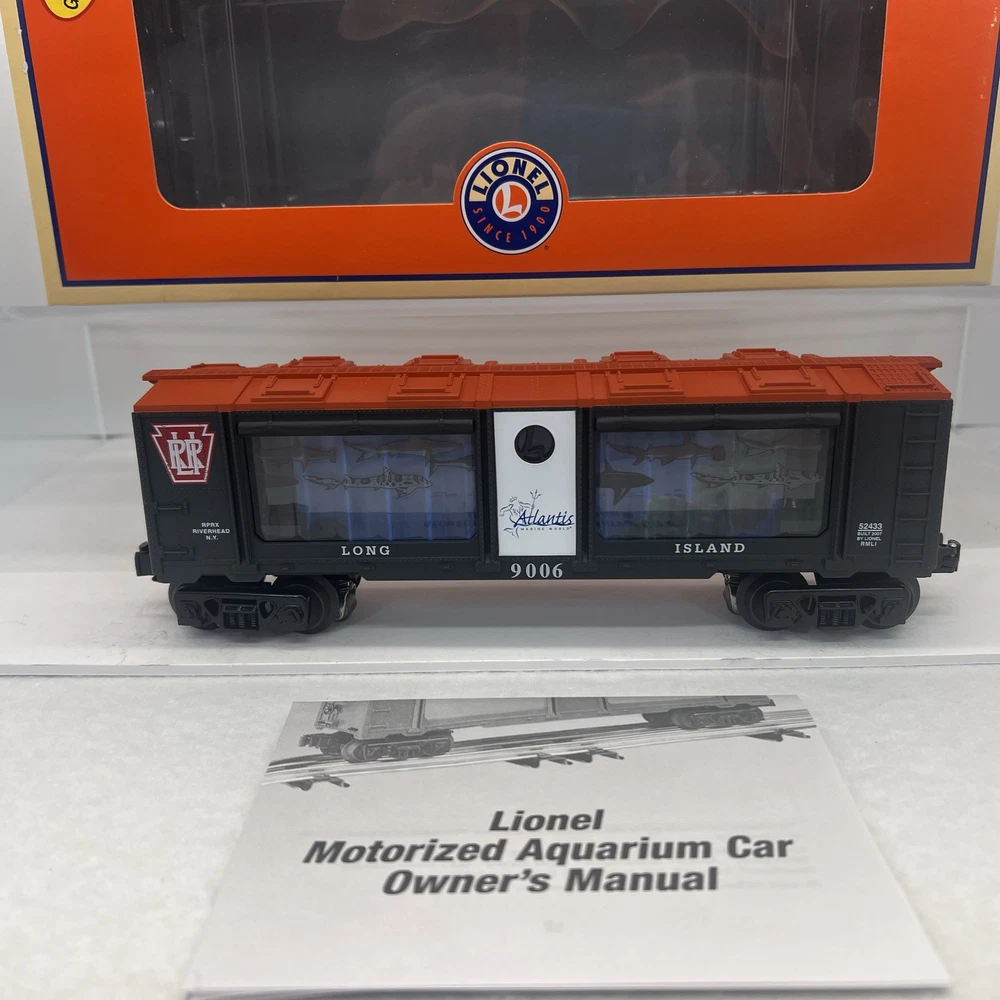 LIONEL
L
SINCE 1900
LRR
RPRX
RIVERHEAD
N.Y.
LONG
Atlantis
MARINE WORLD
9006
ISLAND
52433
BUILT 2007
BY LIONEL
RMLI
Lionel
Motorized Aquarium Car
Owner's Manual